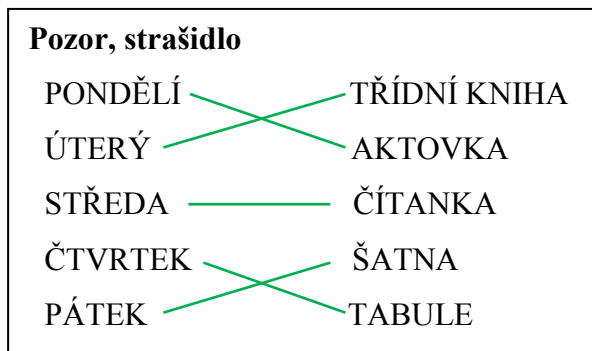 Pozor, strašidlo
PONDĚLÍ TŘÍDNÍ KNIHA
ÚTERÝ AKTOVKA
STŘEDA ČÍTANKA
ČTVRTEK ŠATNA
PÁTEK TABULE